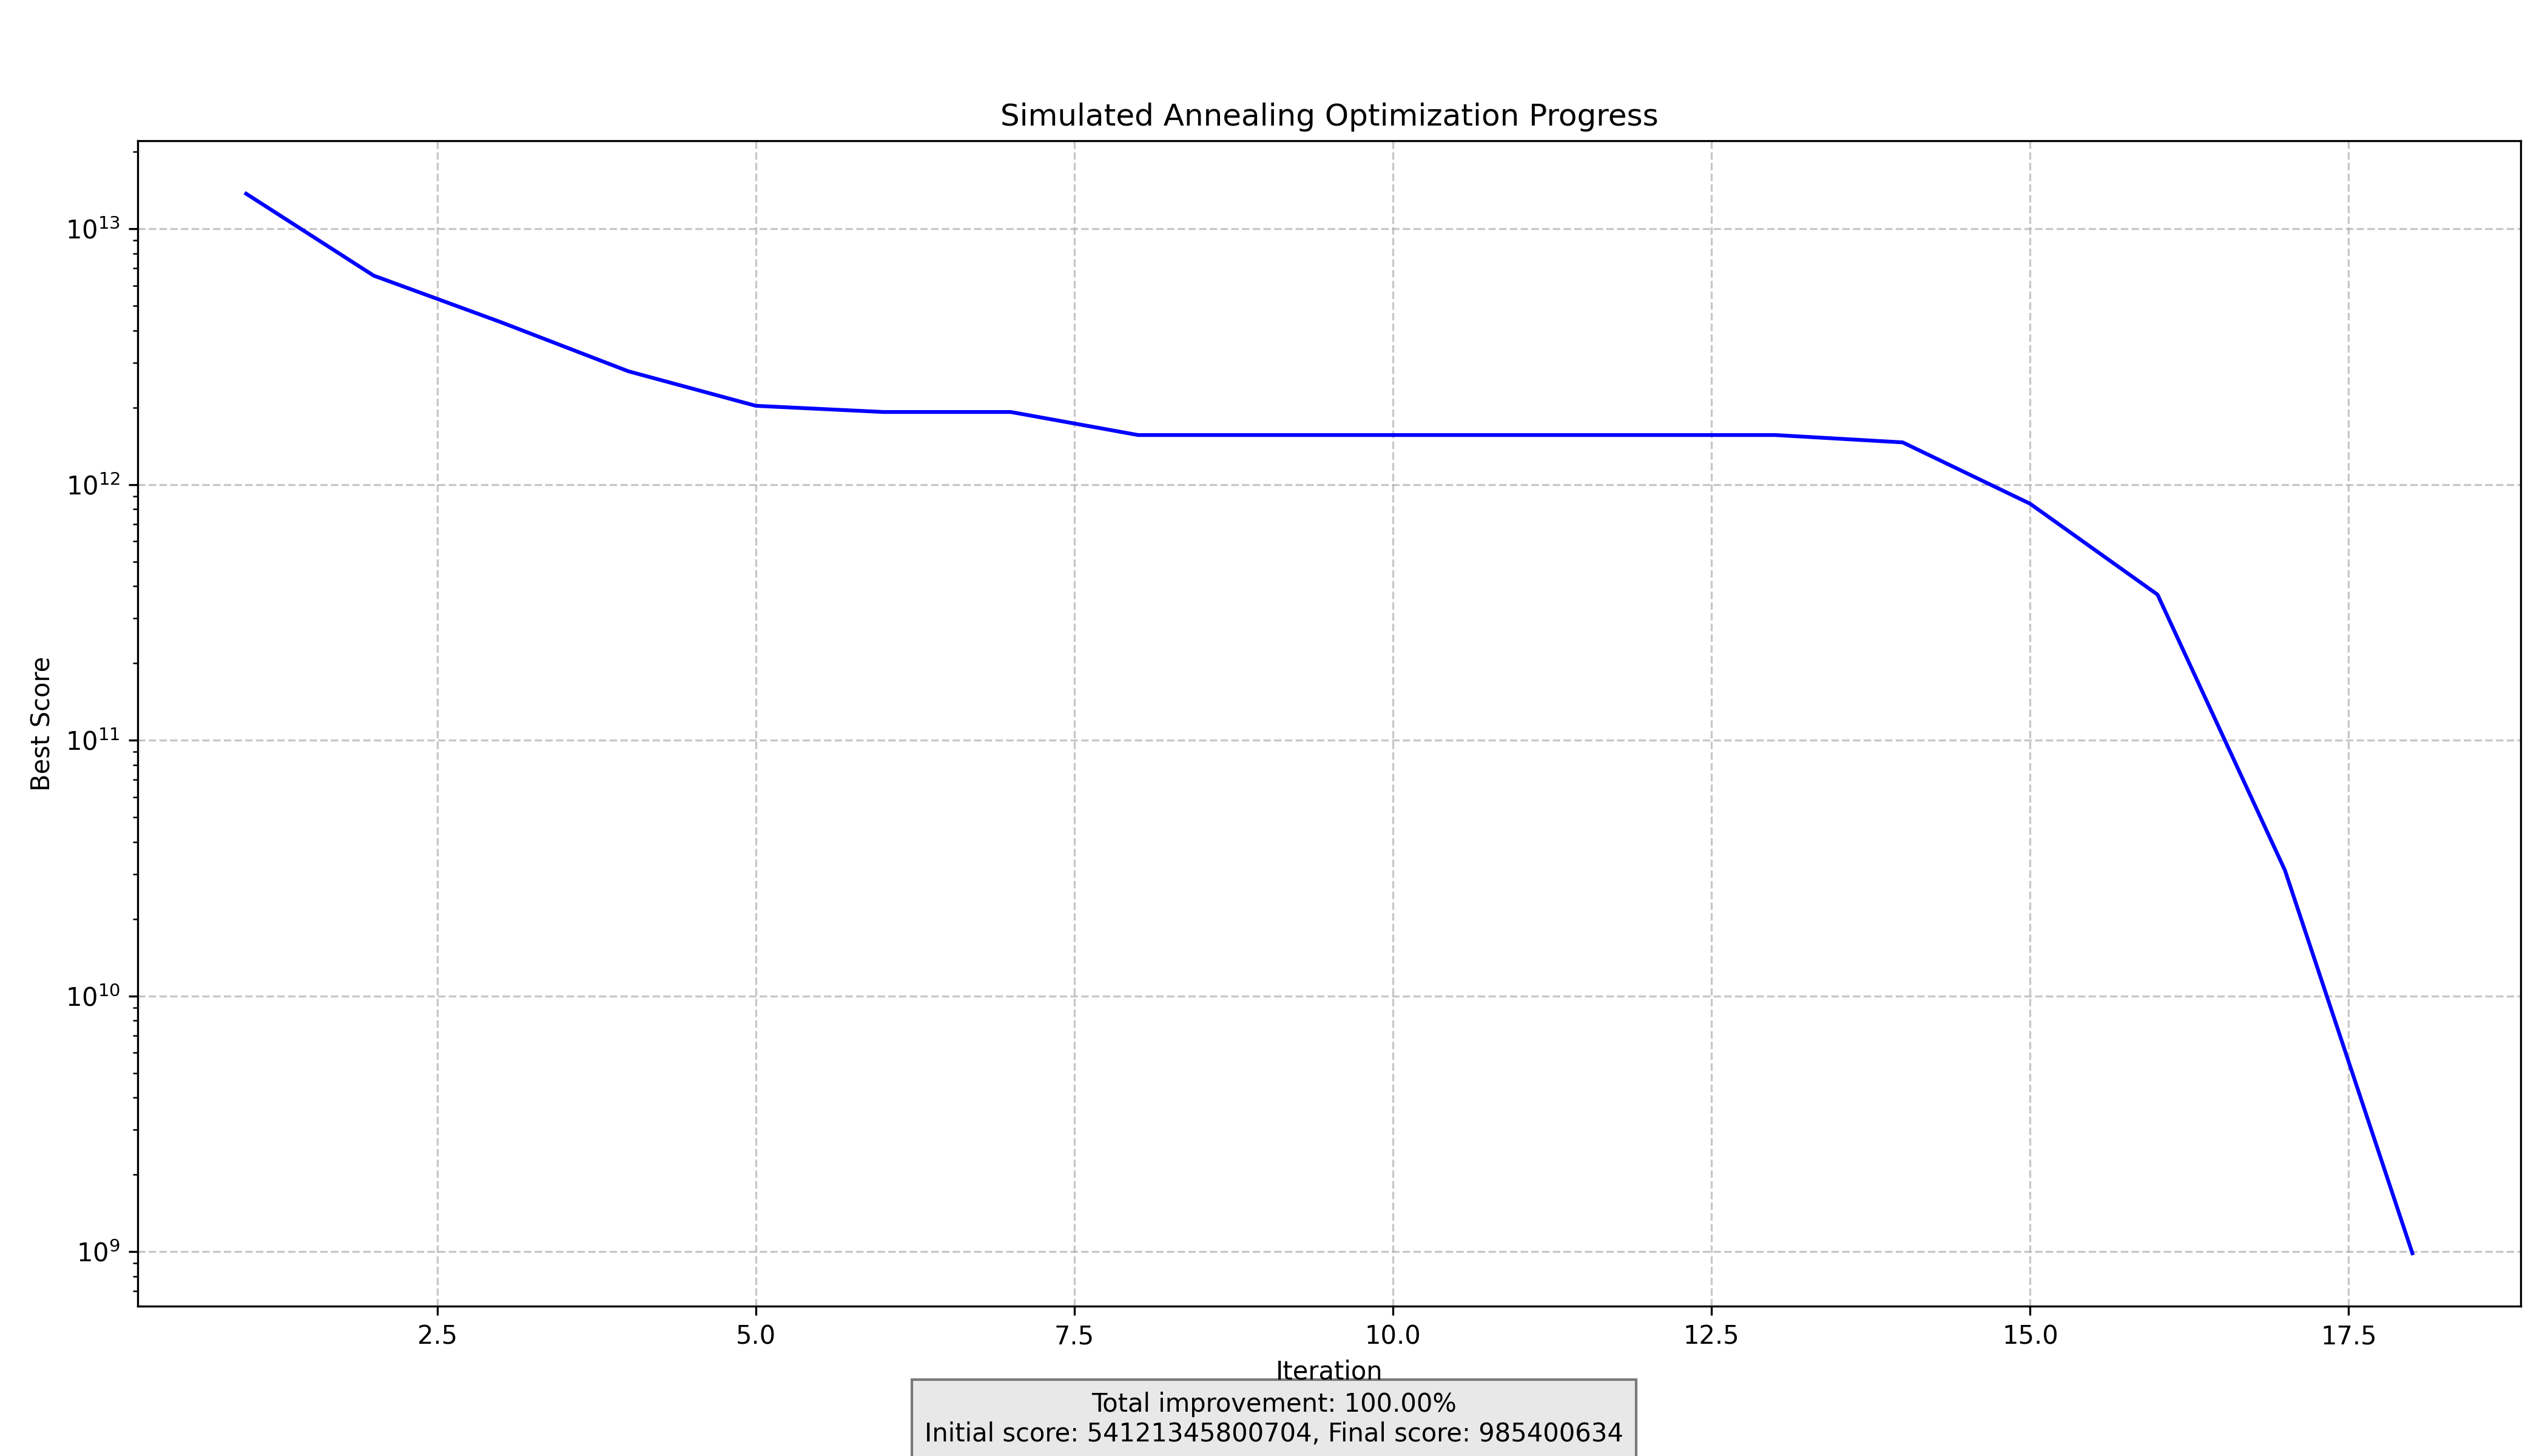 Simulated Annealing Optimization Progress
Best Score
10¹³
10¹²
10¹¹
10¹⁰
10⁹
2.5 5.0 7.5 10.0 12.5 15.0 17.5
Iteration
Total improvement: 100.00%
Initial score: 54121345800704, Final score: 985400634